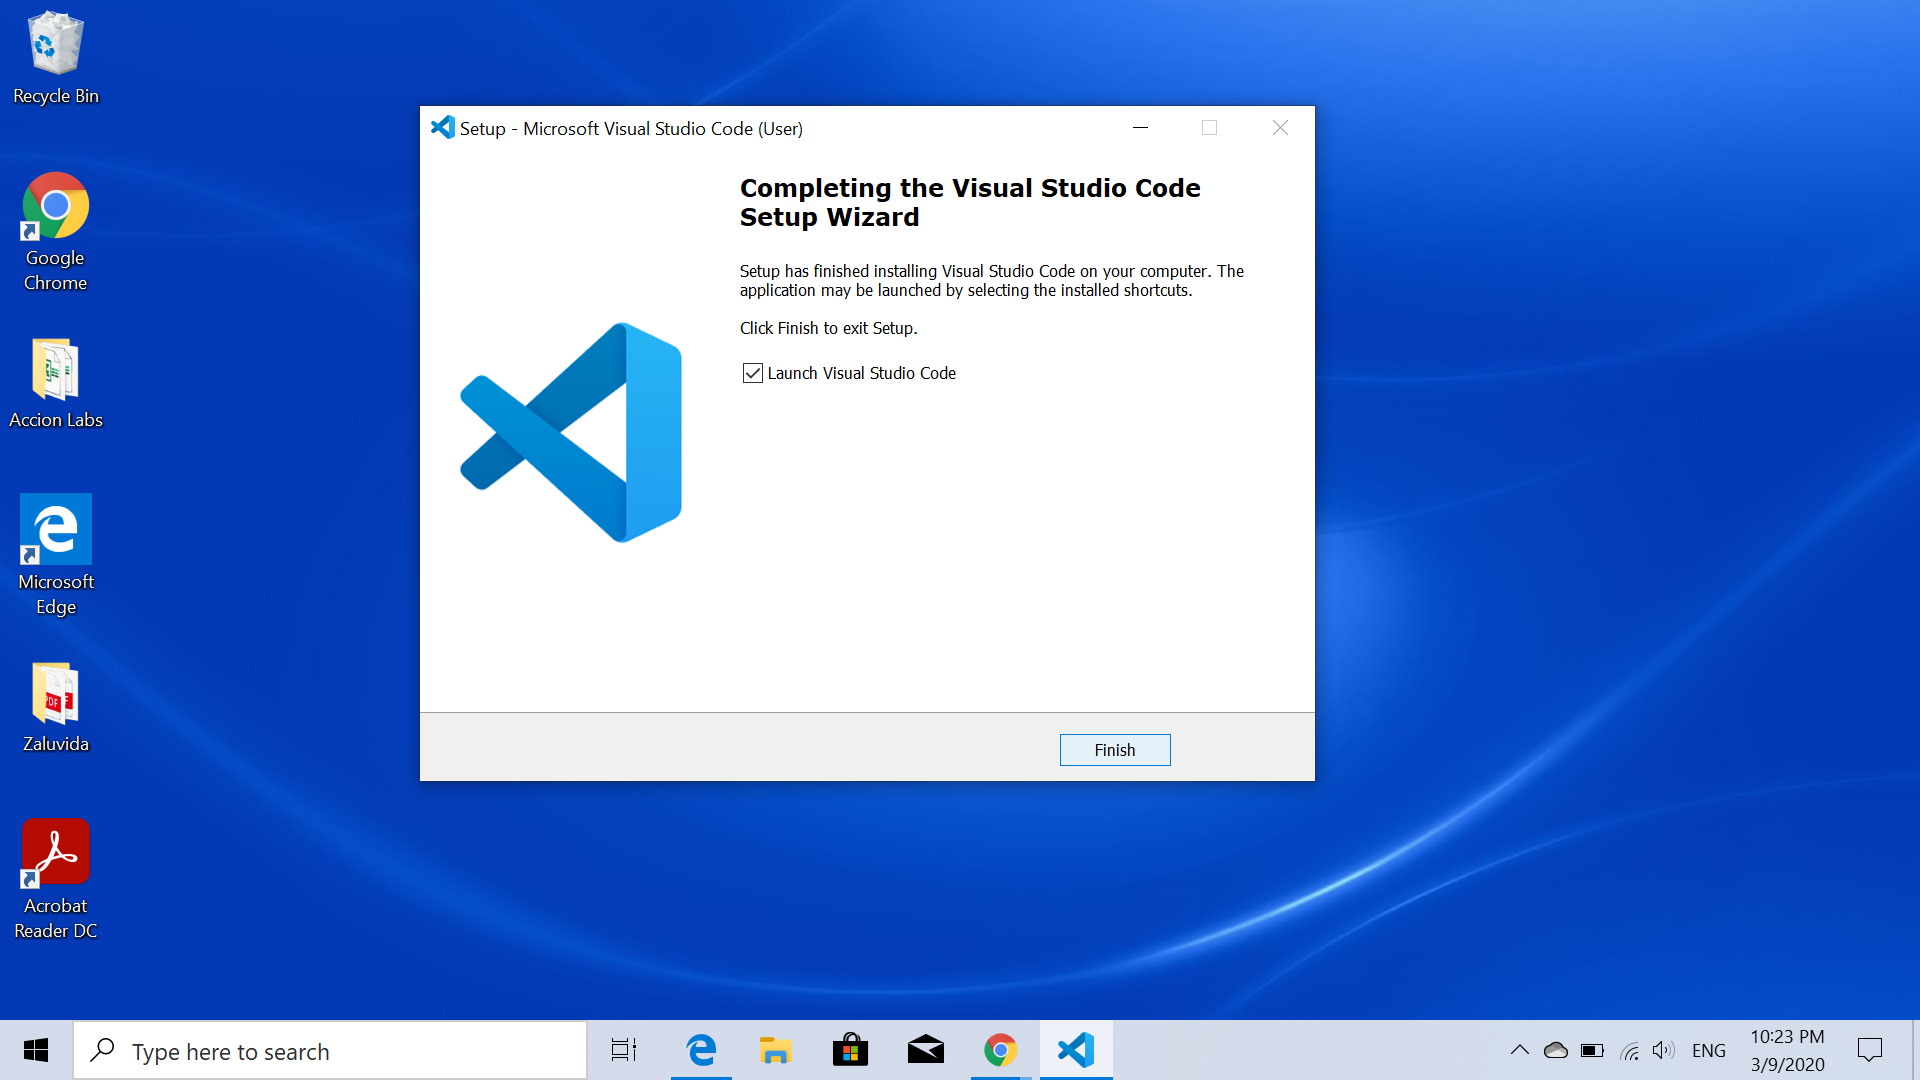 Recycle Bin
Google
Chrome
Accion Labs
Microsoft
Edge
Zaluvida
Acrobat
Reader DC
Setup - Microsoft Visual Studio Code (User)
Completing the Visual Studio Code
Setup Wizard
Setup has finished installing Visual Studio Code on your computer. The
application may be launched by selecting the installed shortcuts.
Click Finish to exit Setup.
Launch Visual Studio Code
Finish
Type here to search
ENG
10:23 PM
3/9/2020